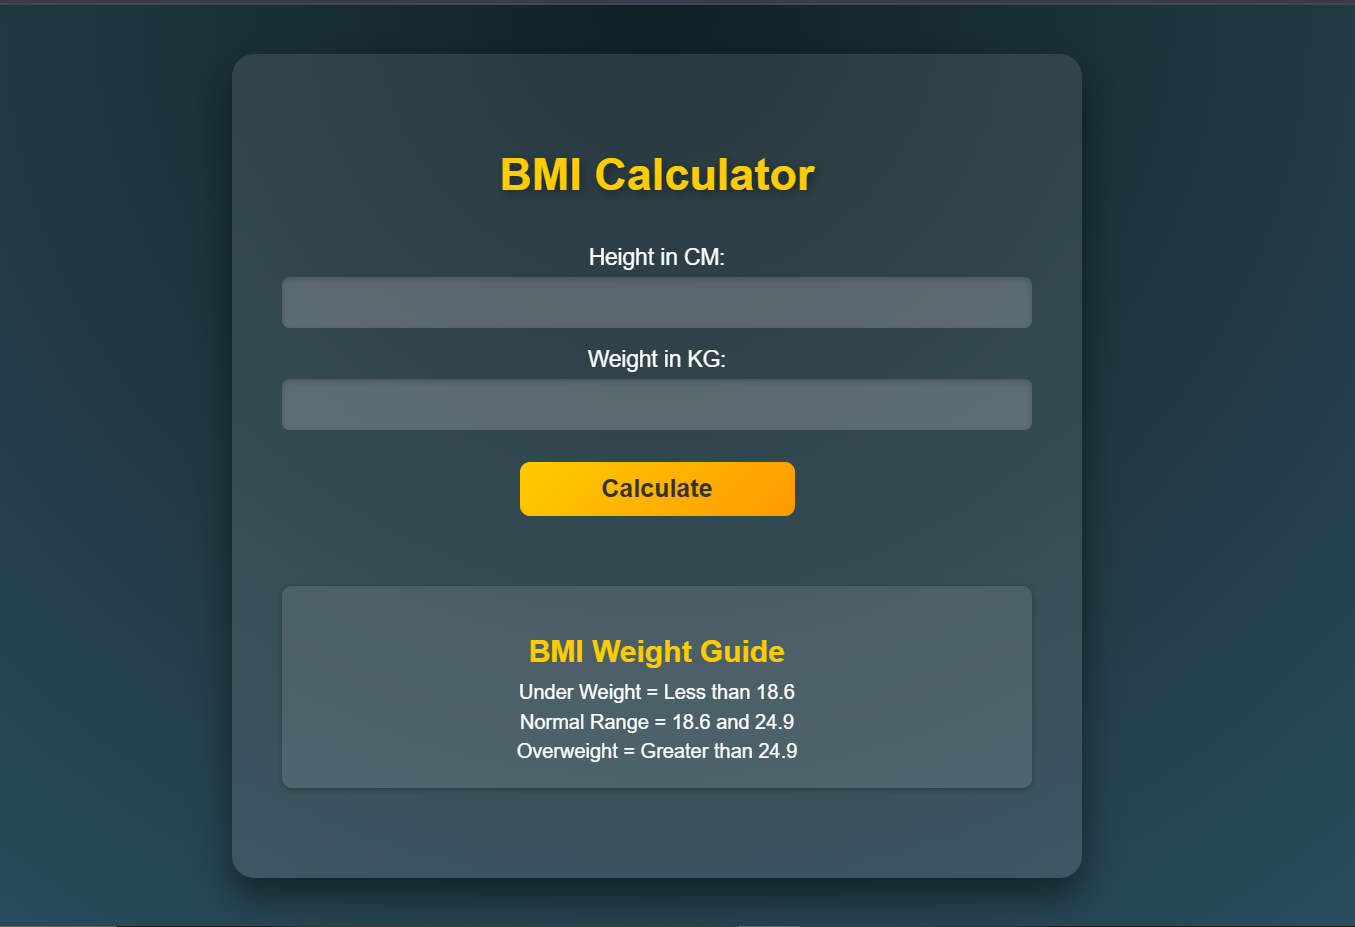 BMI Calculator
Height in CM:
Weight in KG:
Calculate
BMI Weight Guide
Under Weight = Less than 18.6
Normal Range = 18.6 and 24.9
Overweight = Greater than 24.9